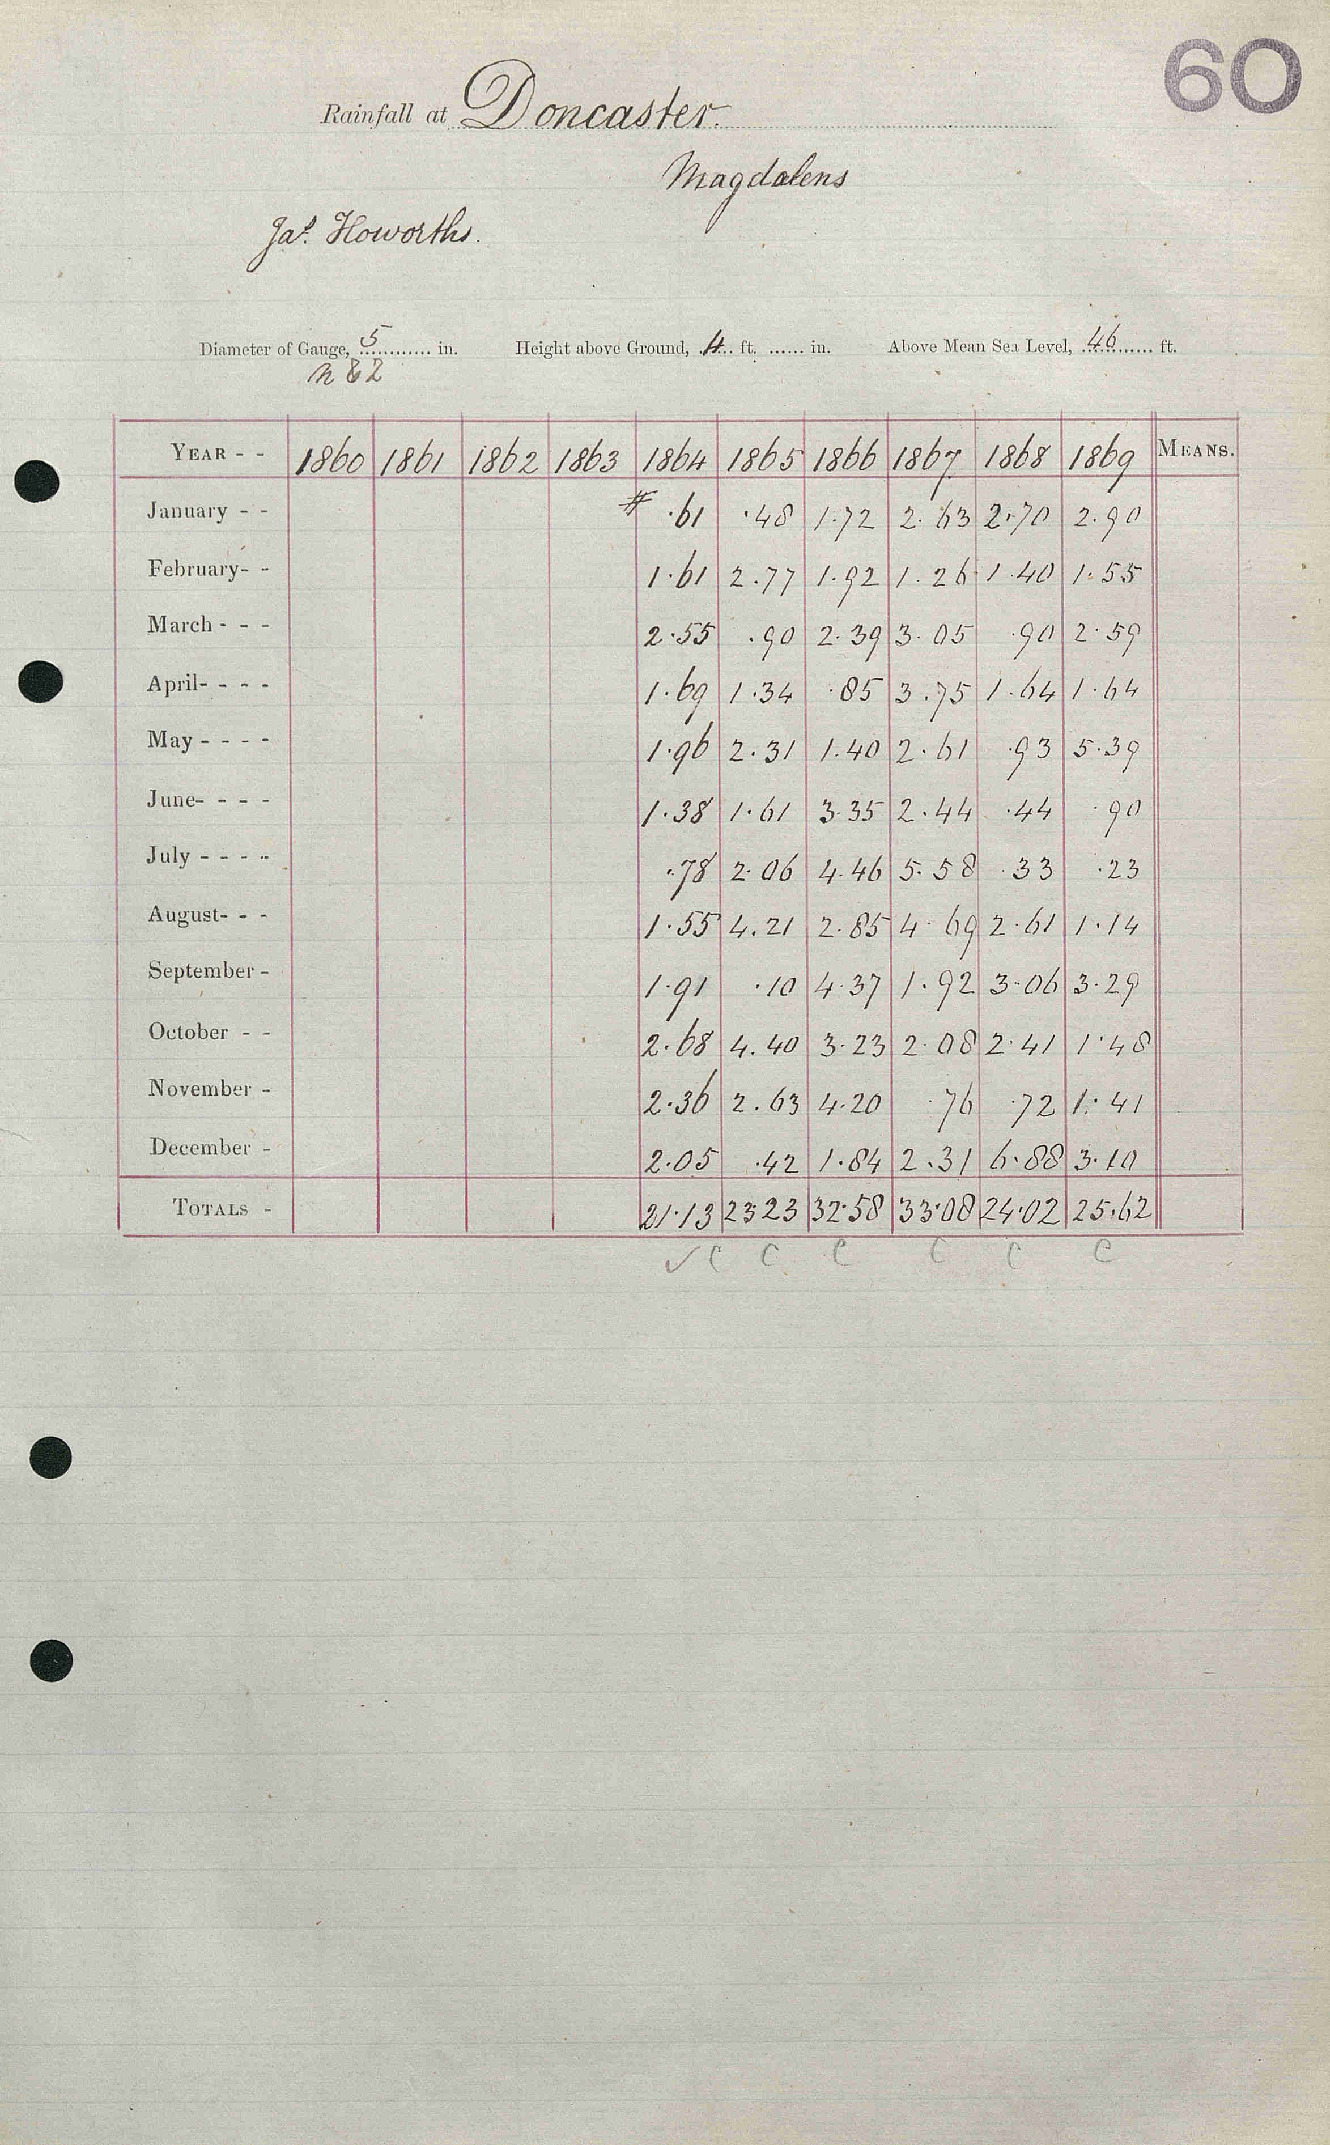 60
Rainfall at Doncaster.
Magdalens
Jas. Howorths.
Diameter of Gauge, 5 in. Height above Ground, 4 ft. ...... in. Above Mean Sea Level, 46 ft.
YEAR - - 1860 1861 1862 1863 1864 1865 1866 1867 1868 1869 MEANS.
January - - # .61 .48 1.72 2.63 2.70 2.90
February- - 1.61 2.77 1.92 1.26 1.40 1.55
March - - - 2.55 .90 2.39 3.05 .90 2.59
April- - - - 1.69 1.34 .85 3.75 1.64 1.64
May - - - - 1.96 2.31 1.40 2.61 .93 5.39
June- - - - 1.38 1.61 3.35 2.44 .44 .90
July - - - - .78 2.06 4.46 5.58 .33 .23
August- - - 1.55 4.21 2.85 4.69 2.61 1.14
September - 1.91 .10 4.37 1.92 3.06 3.29
October - - 2.68 4.40 3.23 2.08 2.41 1.48
November - 2.36 2.63 4.20 .76 .72 1.41
December - 2.05 .42 1.84 2.31 6.88 3.10
TOTALS - 21.13 23.23 32.58 33.08 24.02 25.62
✓ C C C C C C